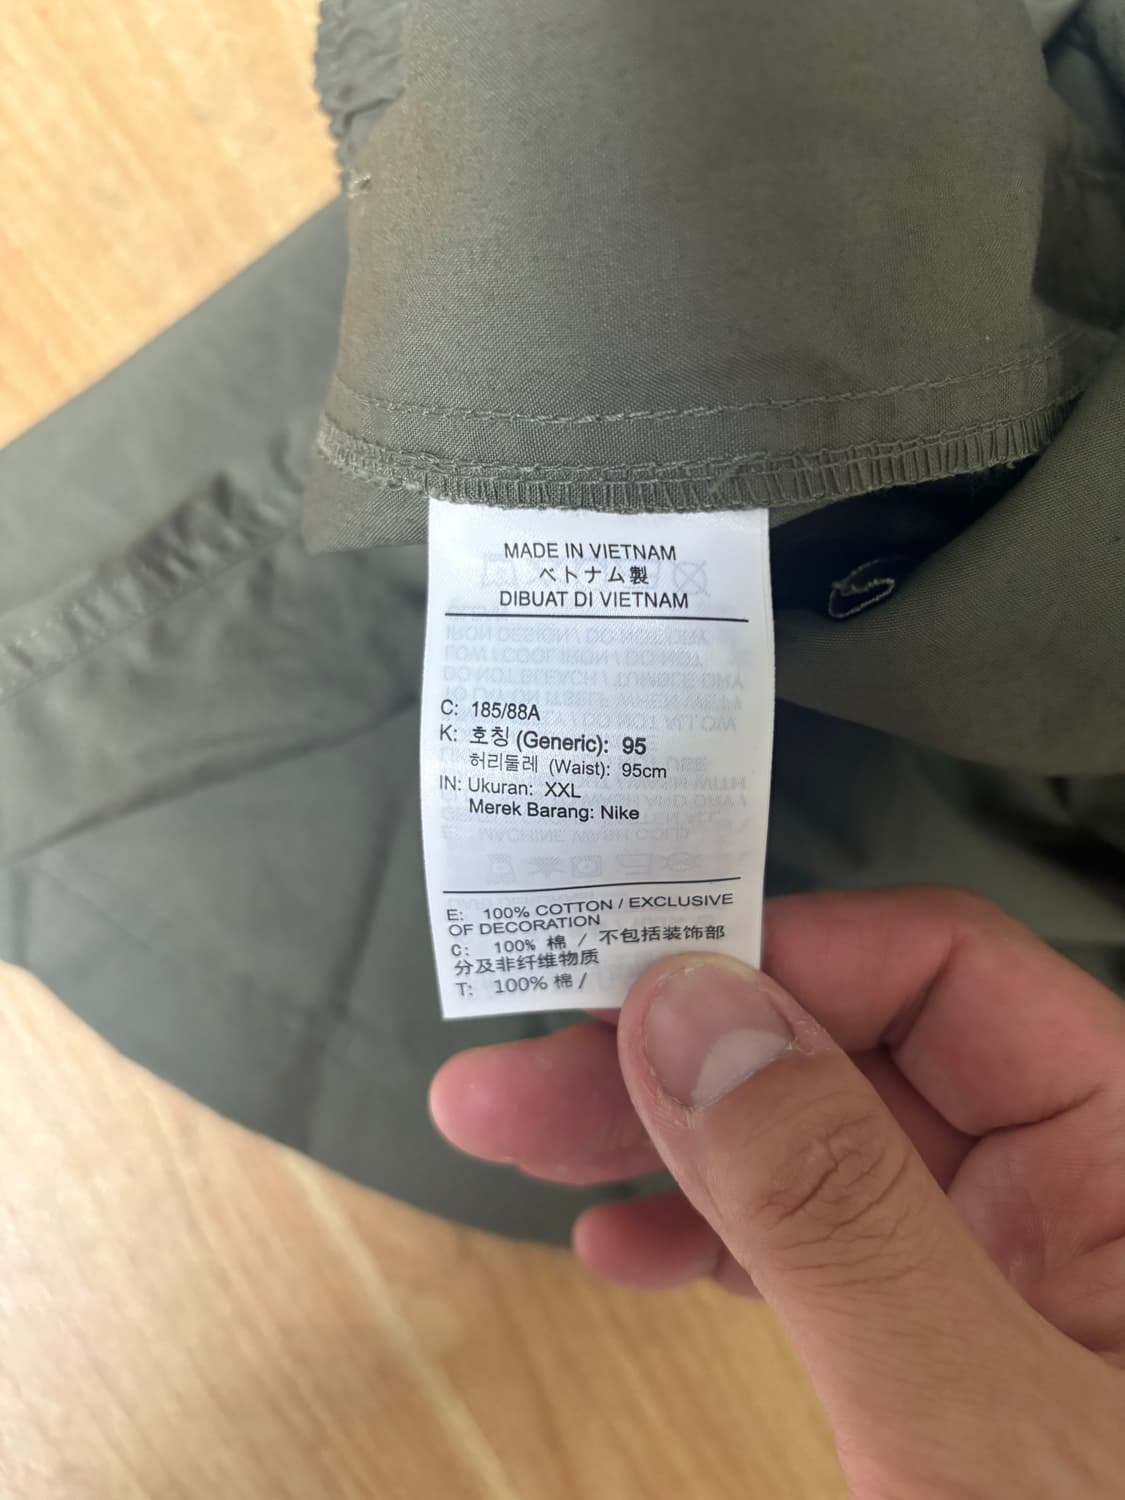 MADE IN VIETNAM
ベトナム製
DIBUAT DI VIETNAM
C: 185/88A
K: 호칭 (Generic): 95
허리둘레 (Waist): 95cm
IN: Ukuran: XXL
Merek Barang: Nike
E: 100% COTTON / EXCLUSIVE
OF DECORATION
C: 100% 棉 / 不包括装饰部
分及非纤维物质
T: 100% 棉 /